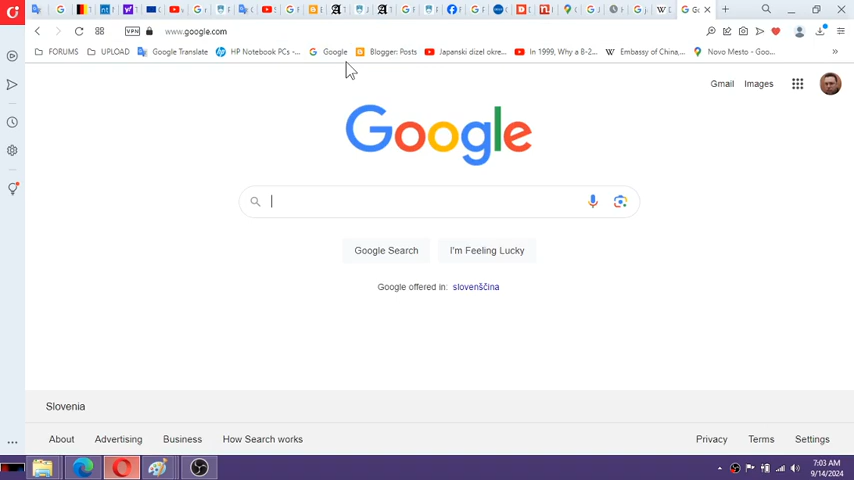 www.google.com
VPN
FORUMS UPLOAD Google Translate HP Notebook PCs -... Google Blogger: Posts Japanski dizel okre... In 1999, Why a B-2... Embassy of China,... Novo Mesto - Goo... »
Gmail Images
Google
Google Search I'm Feeling Lucky
Google offered in: slovenščina
Slovenia
About Advertising Business How Search works Privacy Terms Settings
7:03 AM
9/14/2024